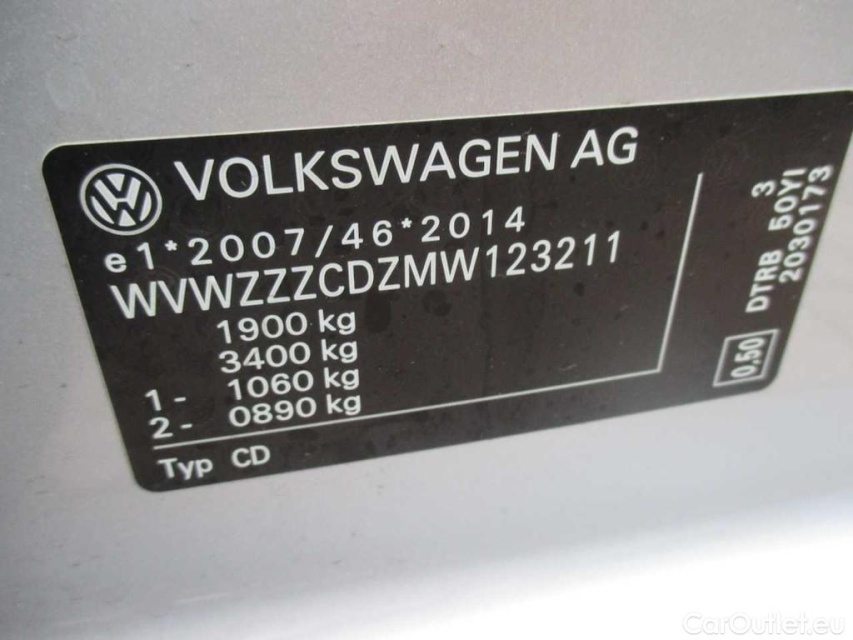 VOLKSWAGEN AG
e1*2007/46*2014
WVWZZZCDZMW123211
1900 kg
3400 kg
1- 1060 kg
2- 0890 kg
Typ CD
3
DTRB 50YI
2030173
0,50
CarOutlet.eu